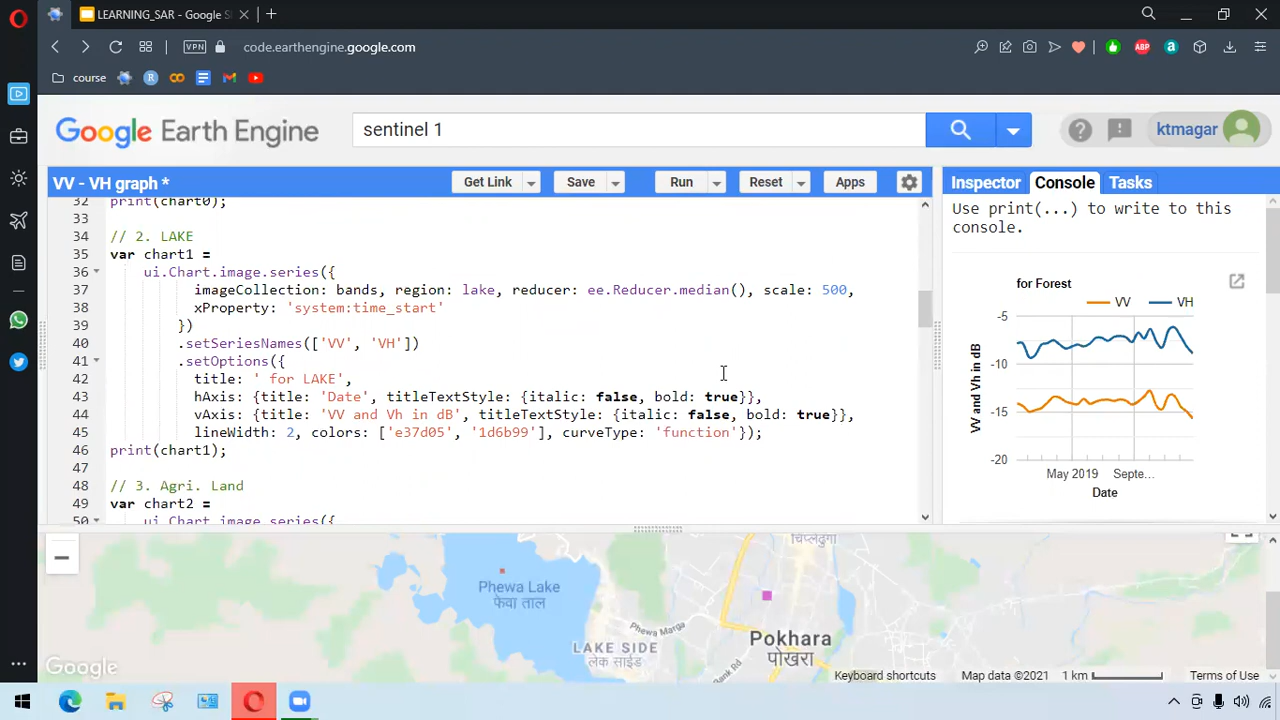 LEARNING_SAR - Google S
VPN
code.earthengine.google.com
ABP
a
course
R
Google Earth Engine
sentinel 1
ktmagar
VV - VH graph *
Get Link
Save
Run
Reset
Apps
Inspector
Console
Tasks
32 print(chart0);
33
34 // 2. LAKE
35 var chart1 =
36 ui.Chart.image.series({
37 imageCollection: bands, region: lake, reducer: ee.Reducer.median(), scale: 500,
38 xProperty: 'system:time_start'
39 })
40 .setSeriesNames(['VV', 'VH'])
41 .setOptions({
42 title: ' for LAKE',
43 hAxis: {title: 'Date', titleTextStyle: {italic: false, bold: true}},
44 vAxis: {title: 'VV and Vh in dB', titleTextStyle: {italic: false, bold: true}},
45 lineWidth: 2, colors: ['e37d05', '1d6b99'], curveType: 'function'});
46 print(chart1);
47
48 // 3. Agri. Land
49 var chart2 =
50 ui.Chart.image.series({
Use print(...) to write to this
console.
for Forest
VV
VH
-5
-10
-15
-20
VV and Vh in dB
May 2019
Septe...
Date
चिप्लेढुंगा
Phewa Lake
फेवा ताल
Phewa Marga
LAKE SIDE
लेक साईड
Pokhara
पोखरा
Google
Keyboard shortcuts
Map data ©2021
1 km
Terms of Use